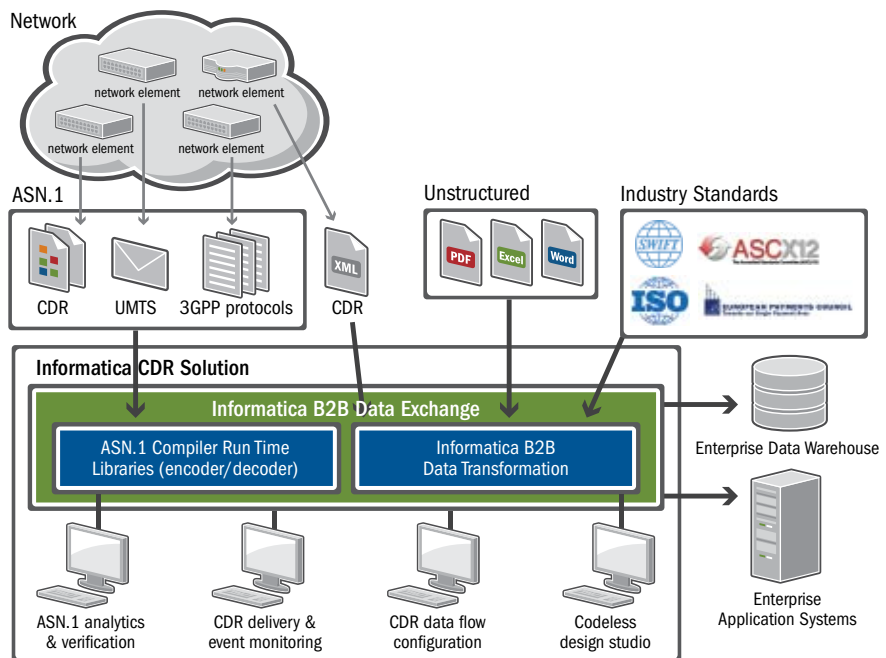 Network
network element
network element
network element
network element
ASN.1
Unstructured
Industry Standards
CDR
UMTS
3GPP protocols
XML
CDR
PDF
Excel
Word
SWIFT
ASCX12
ISO
EUROPEAN PAYMENTS COUNCIL
Informatica CDR Solution
Informatica B2B Data Exchange
ASN.1 Compiler Run Time
Libraries (encoder/decoder)
Informatica B2B
Data Transformation
Enterprise Data Warehouse
Enterprise
Application Systems
ASN.1 analytics
& verification
CDR delivery &
event monitoring
CDR data flow
configuration
Codeless
design studio